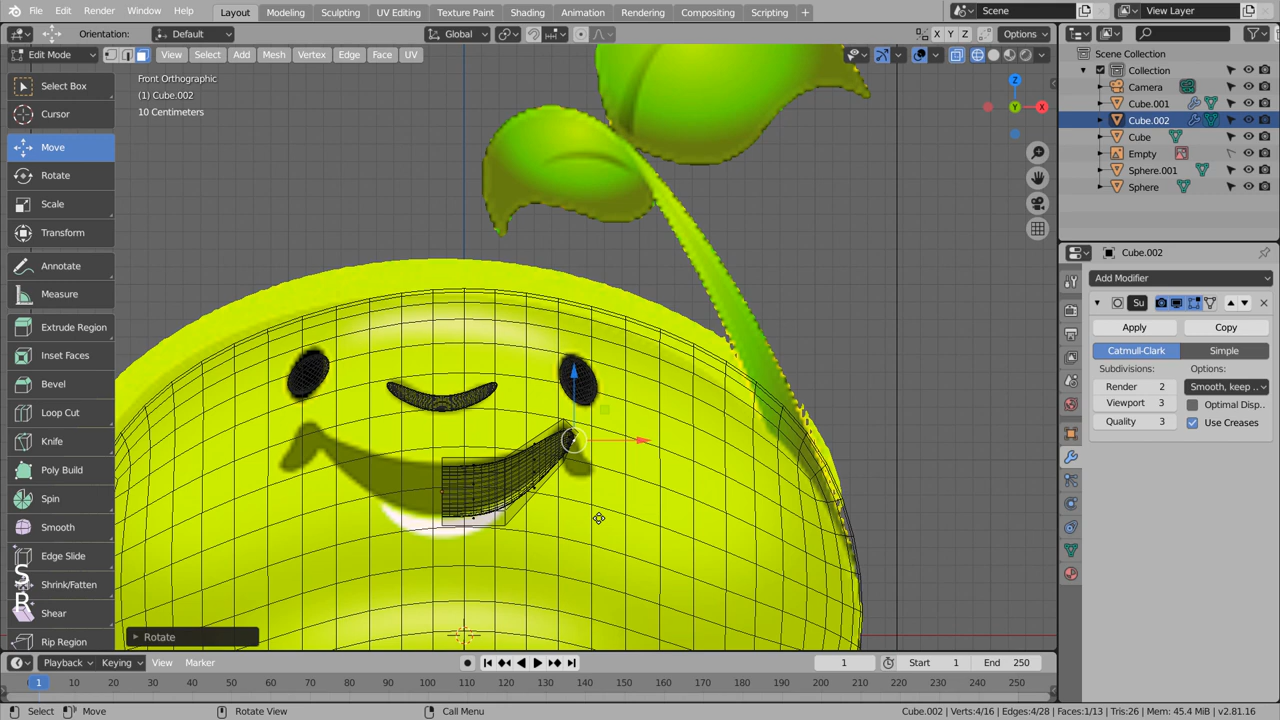 File Edit Render Window Help Layout Modeling Sculpting UV Editing Texture Paint Shading Animation Rendering Compositing Scripting + Scene View Layer
Orientation: Default Global X Y Z Options
Edit Mode View Select Add Mesh Vertex Edge Face UV
Front Orthographic
(1) Cube.002
10 Centimeters
Z
X
Y
Select Box
Cursor
Move
Rotate
Scale
Transform
Annotate
Measure
Extrude Region
Inset Faces
Bevel
Loop Cut
Knife
Poly Build
Spin
Smooth
Edge Slide
Shrink/Fatten
Shear
Rip Region
S
R
Rotate
Scene Collection
Collection
Camera
Cube.001
Cube.002
Cube
Empty
Sphere.001
Sphere
Cube.002
Add Modifier
Su
Apply Copy
Catmull-Clark Simple
Subdivisions: Options:
Render 2 Smooth, keep ..
Viewport 3 Optimal Disp..
Quality 3 Use Creases
Playback Keying View Marker 1 Start 1 End 250
1 10 20 30 40 50 60 70 80 90 100 110 120 130 140 150 160 170 180 190 200 210 220 230 240 250
Select Move Rotate View Call Menu Cube.002 | Verts:4/16 | Edges:4/28 | Faces:1/13 | Tris:26 | Mem: 45.4 MiB | v2.81.16